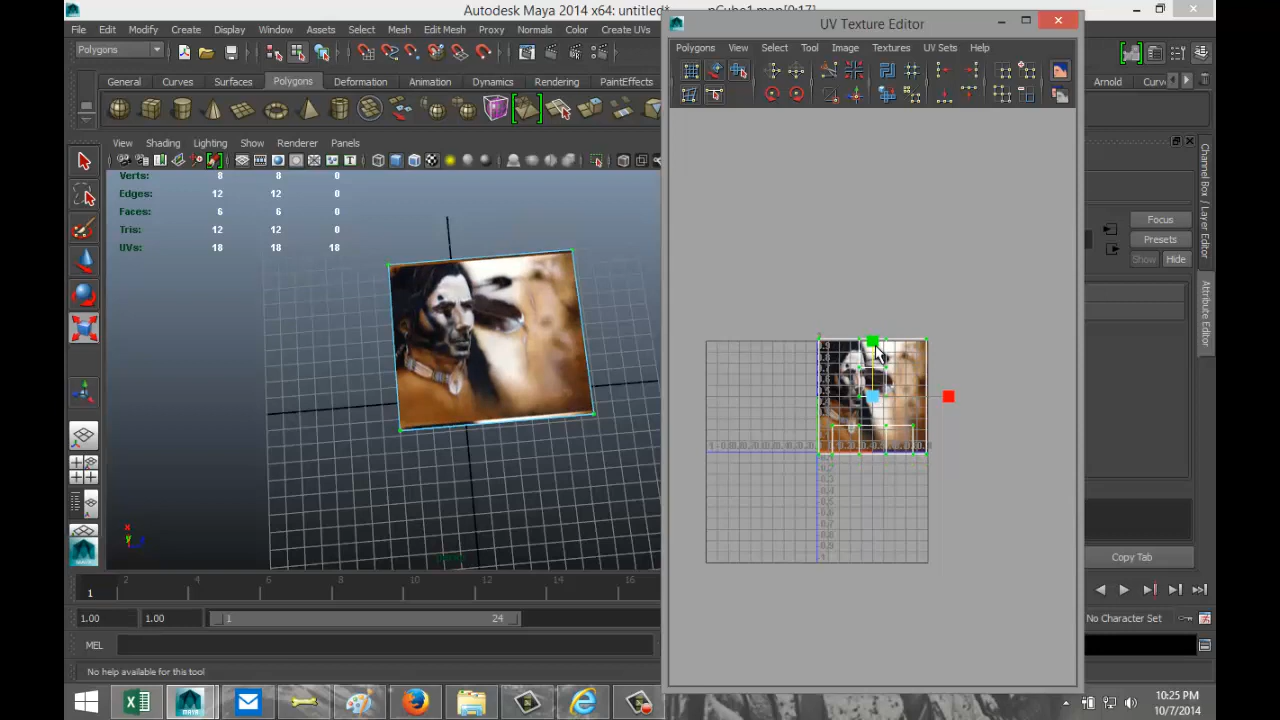 Autodesk Maya 2014 x64: untitled*
pCube1.map[0:17]
File Edit Modify Create Display Window Assets Select Mesh Edit Mesh Proxy Normals Color Create UVs
Polygons
General Curves Surfaces Polygons Deformation Animation Dynamics Rendering PaintEffects
Arnold
View Shading Lighting Show Renderer Panels
Verts: 8 8 0
Edges: 12 12 0
Faces: 6 6 0
Tris: 12 12 0
UVs: 18 18 18
UV Texture Editor
Polygons View Select Tool Image Textures UV Sets Help
Focus
Presets
Show Hide
Channel Box / Layer Editor
Attribute Editor
Copy Tab
2 4 6 8 10 12 14 16
1
1.00 1.00 1 24
No Character Set
MEL
No help available for this tool
10:25 PM
10/7/2014